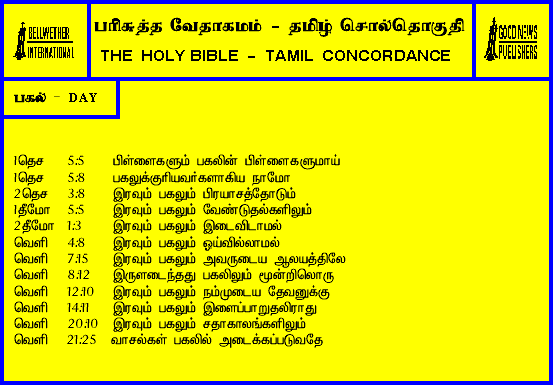 BELLWETHER
INTERNATIONAL
பரிசுத்த வேதாகமம் - தமிழ் சொல்தொகுதி
THE HOLY BIBLE - TAMIL CONCORDANCE
GOOD NEWS
PUBLISHERS
பகல் - DAY
1தெச 5:5 பிள்ளைகளும் பகலின் பிள்ளைகளுமாய்
1தெச 5:8 பகலுக்குரியவர்களாகிய நாமோ
2தெச 3:8 இரவும் பகலும் பிரயாசத்தோடும்
1தீமோ 5:5 இரவும் பகலும் வேண்டுதல்களிலும்
2தீமோ 1:3 இரவும் பகலும் இடைவிடாமல்
வெளி 4:8 இரவும் பகலும் ஓய்வில்லாமல்
வெளி 7:15 இரவும் பகலும் அவருடைய ஆலயத்திலே
வெளி 8:12 இருளடைந்தது பகலிலும் மூன்றிலொரு
வெளி 12:10 இரவும் பகலும் நம்முடைய தேவனுக்கு
வெளி 14:11 இரவும் பகலும் இளைப்பாறுதலிராது
வெளி 20:10 இரவும் பகலும் சதாகாலங்களிலும்
வெளி 21:25 வாசல்கள் பகலில் அடைக்கப்படுவதே